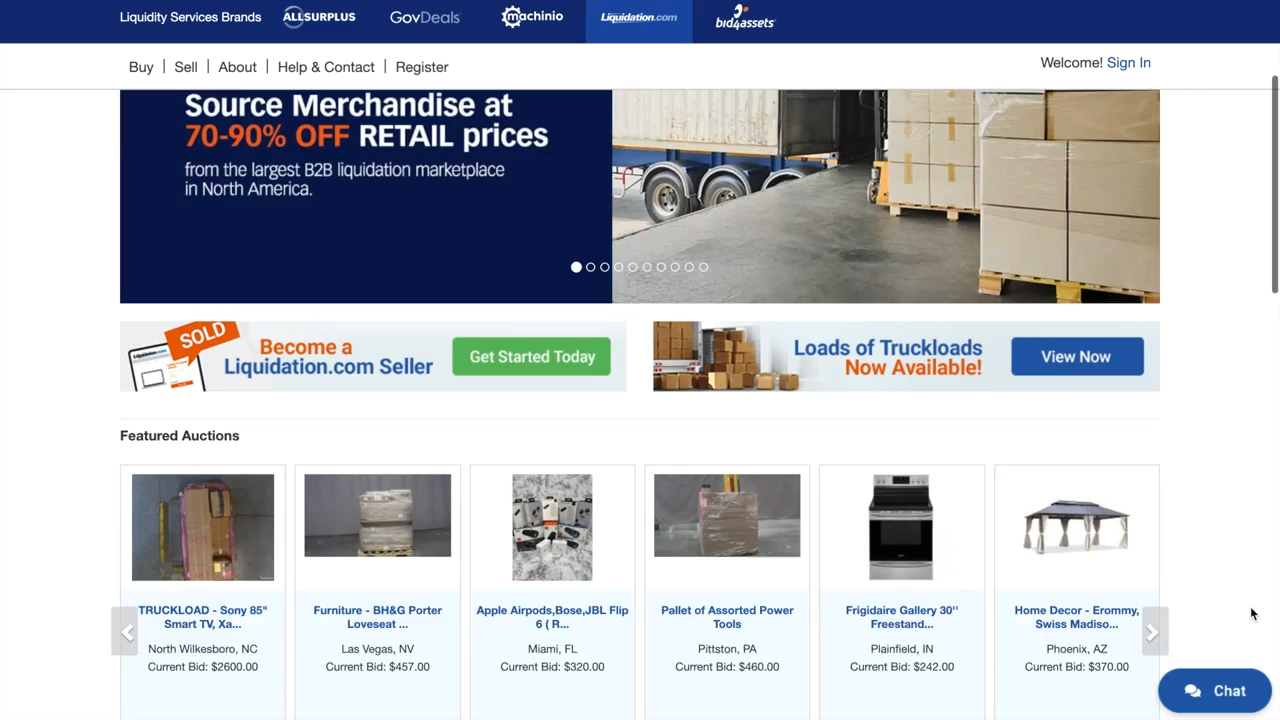 Liquidity Services Brands
ALLSURPLUS
GovDeals
machinio
Liquidation.com
bid4assets
Buy | Sell | About | Help & Contact | Register
Welcome! Sign In
Source Merchandise at
70-90% OFF RETAIL prices
from the largest B2B liquidation marketplace
in North America.
SOLD
Liquidation.com
Become a
Liquidation.com Seller
Get Started Today
Loads of Truckloads
Now Available!
View Now
Featured Auctions
TRUCKLOAD - Sony 85"
Smart TV, Xa...
North Wilkesboro, NC
Current Bid: $2600.00
Furniture - BH&G Porter
Loveseat ...
Las Vegas, NV
Current Bid: $457.00
Apple Airpods,Bose,JBL Flip
6 ( R...
Miami, FL
Current Bid: $320.00
Pallet of Assorted Power
Tools
Pittston, PA
Current Bid: $460.00
Frigidaire Gallery 30''
Freestand...
Plainfield, IN
Current Bid: $242.00
Home Decor - Erommy,
Swiss Madiso...
Phoenix, AZ
Current Bid: $370.00
Chat